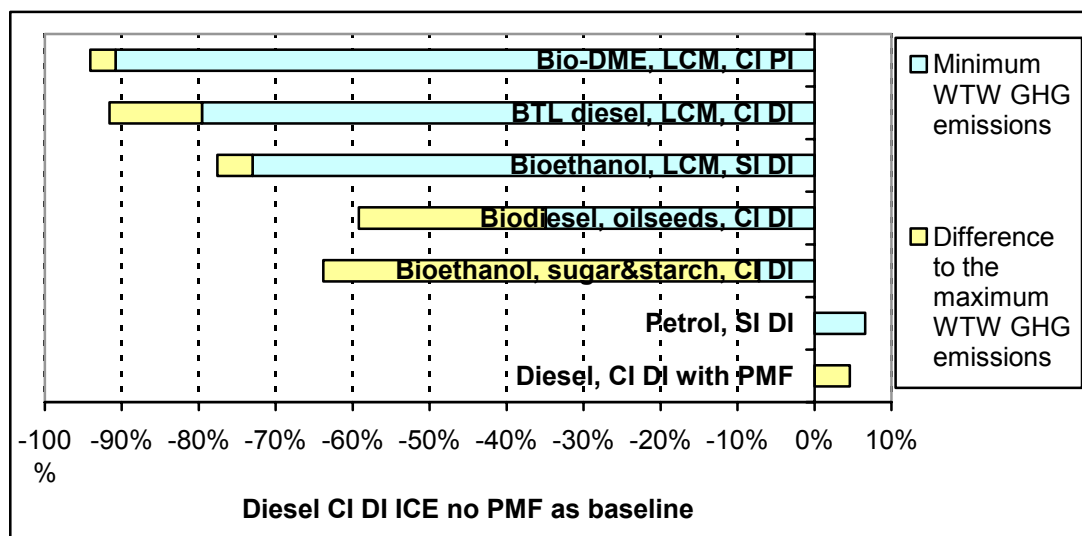 Bio-DME, LCM, CI PI
BTL diesel, LCM, CI DI
Bioethanol, LCM, SI DI
Biodiesel, oilseeds, CI DI
Bioethanol, sugar&starch, CI DI
Petrol, SI DI
Diesel, CI DI with PMF
-100
%
-90% -80% -70% -60% -50% -40% -30% -20% -10% 0% 10%
Diesel CI DI ICE no PMF as baseline
Minimum
WTW GHG
emissions
Difference
to the
maximum
WTW GHG
emissions